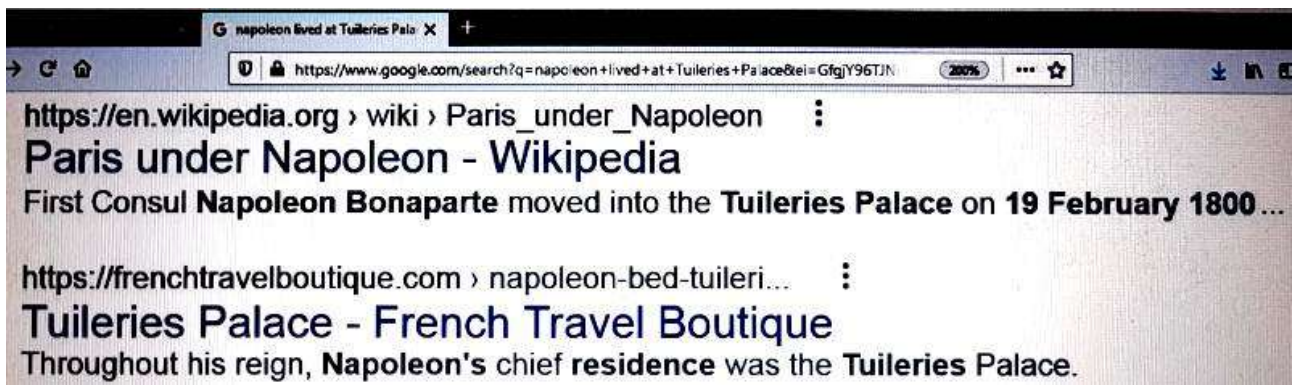 G napoleon lived at Tuileries Pala X +
https://www.google.com/search?q=napoleon+lived+at+Tuileries+Palace&ei=GfqjY96TJN 200%
https://en.wikipedia.org › wiki › Paris_under_Napoleon
Paris under Napoleon - Wikipedia
First Consul Napoleon Bonaparte moved into the Tuileries Palace on 19 February 1800 ...
https://frenchtravelboutique.com › napoleon-bed-tuileri...
Tuileries Palace - French Travel Boutique
Throughout his reign, Napoleon's chief residence was the Tuileries Palace.